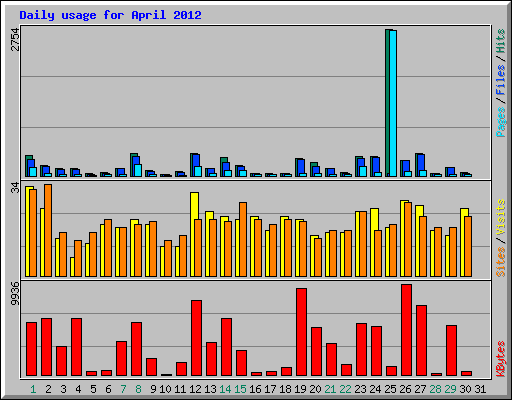 Daily usage for April 2012
2754
Pages / Files / Hits
34
Sites / Visits
9936
KBytes
1 2 3 4 5 6 7 8 9 10 11 12 13 14 15 16 17 18 19 20 21 22 23 24 25 26 27 28 29 30 31